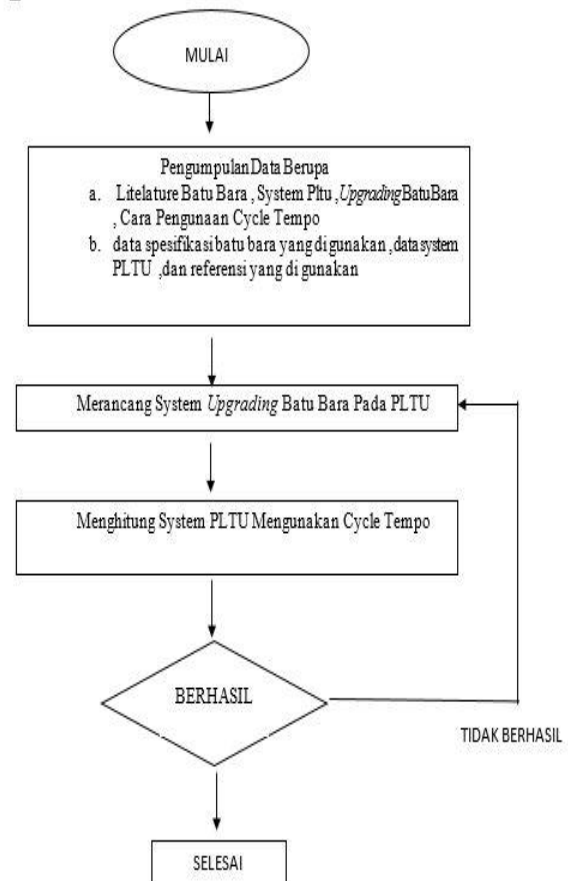 MULAI
Pengumpulan Data Berupa
a. Litelature Batu Bara , System Pltu , Upgrading Batu Bara
, Cara Pengunaan Cycle Tempo
b. data spesifikasi batu bara yang di gunakan , data system
PLTU ,dan referensi yang di gunakan
Merancang System Upgrading Batu Bara Pada PLTU
Menghitung System PLTU Mengunakan Cycle Tempo
BERHASIL
TIDAK BERHASIL
SELESAI